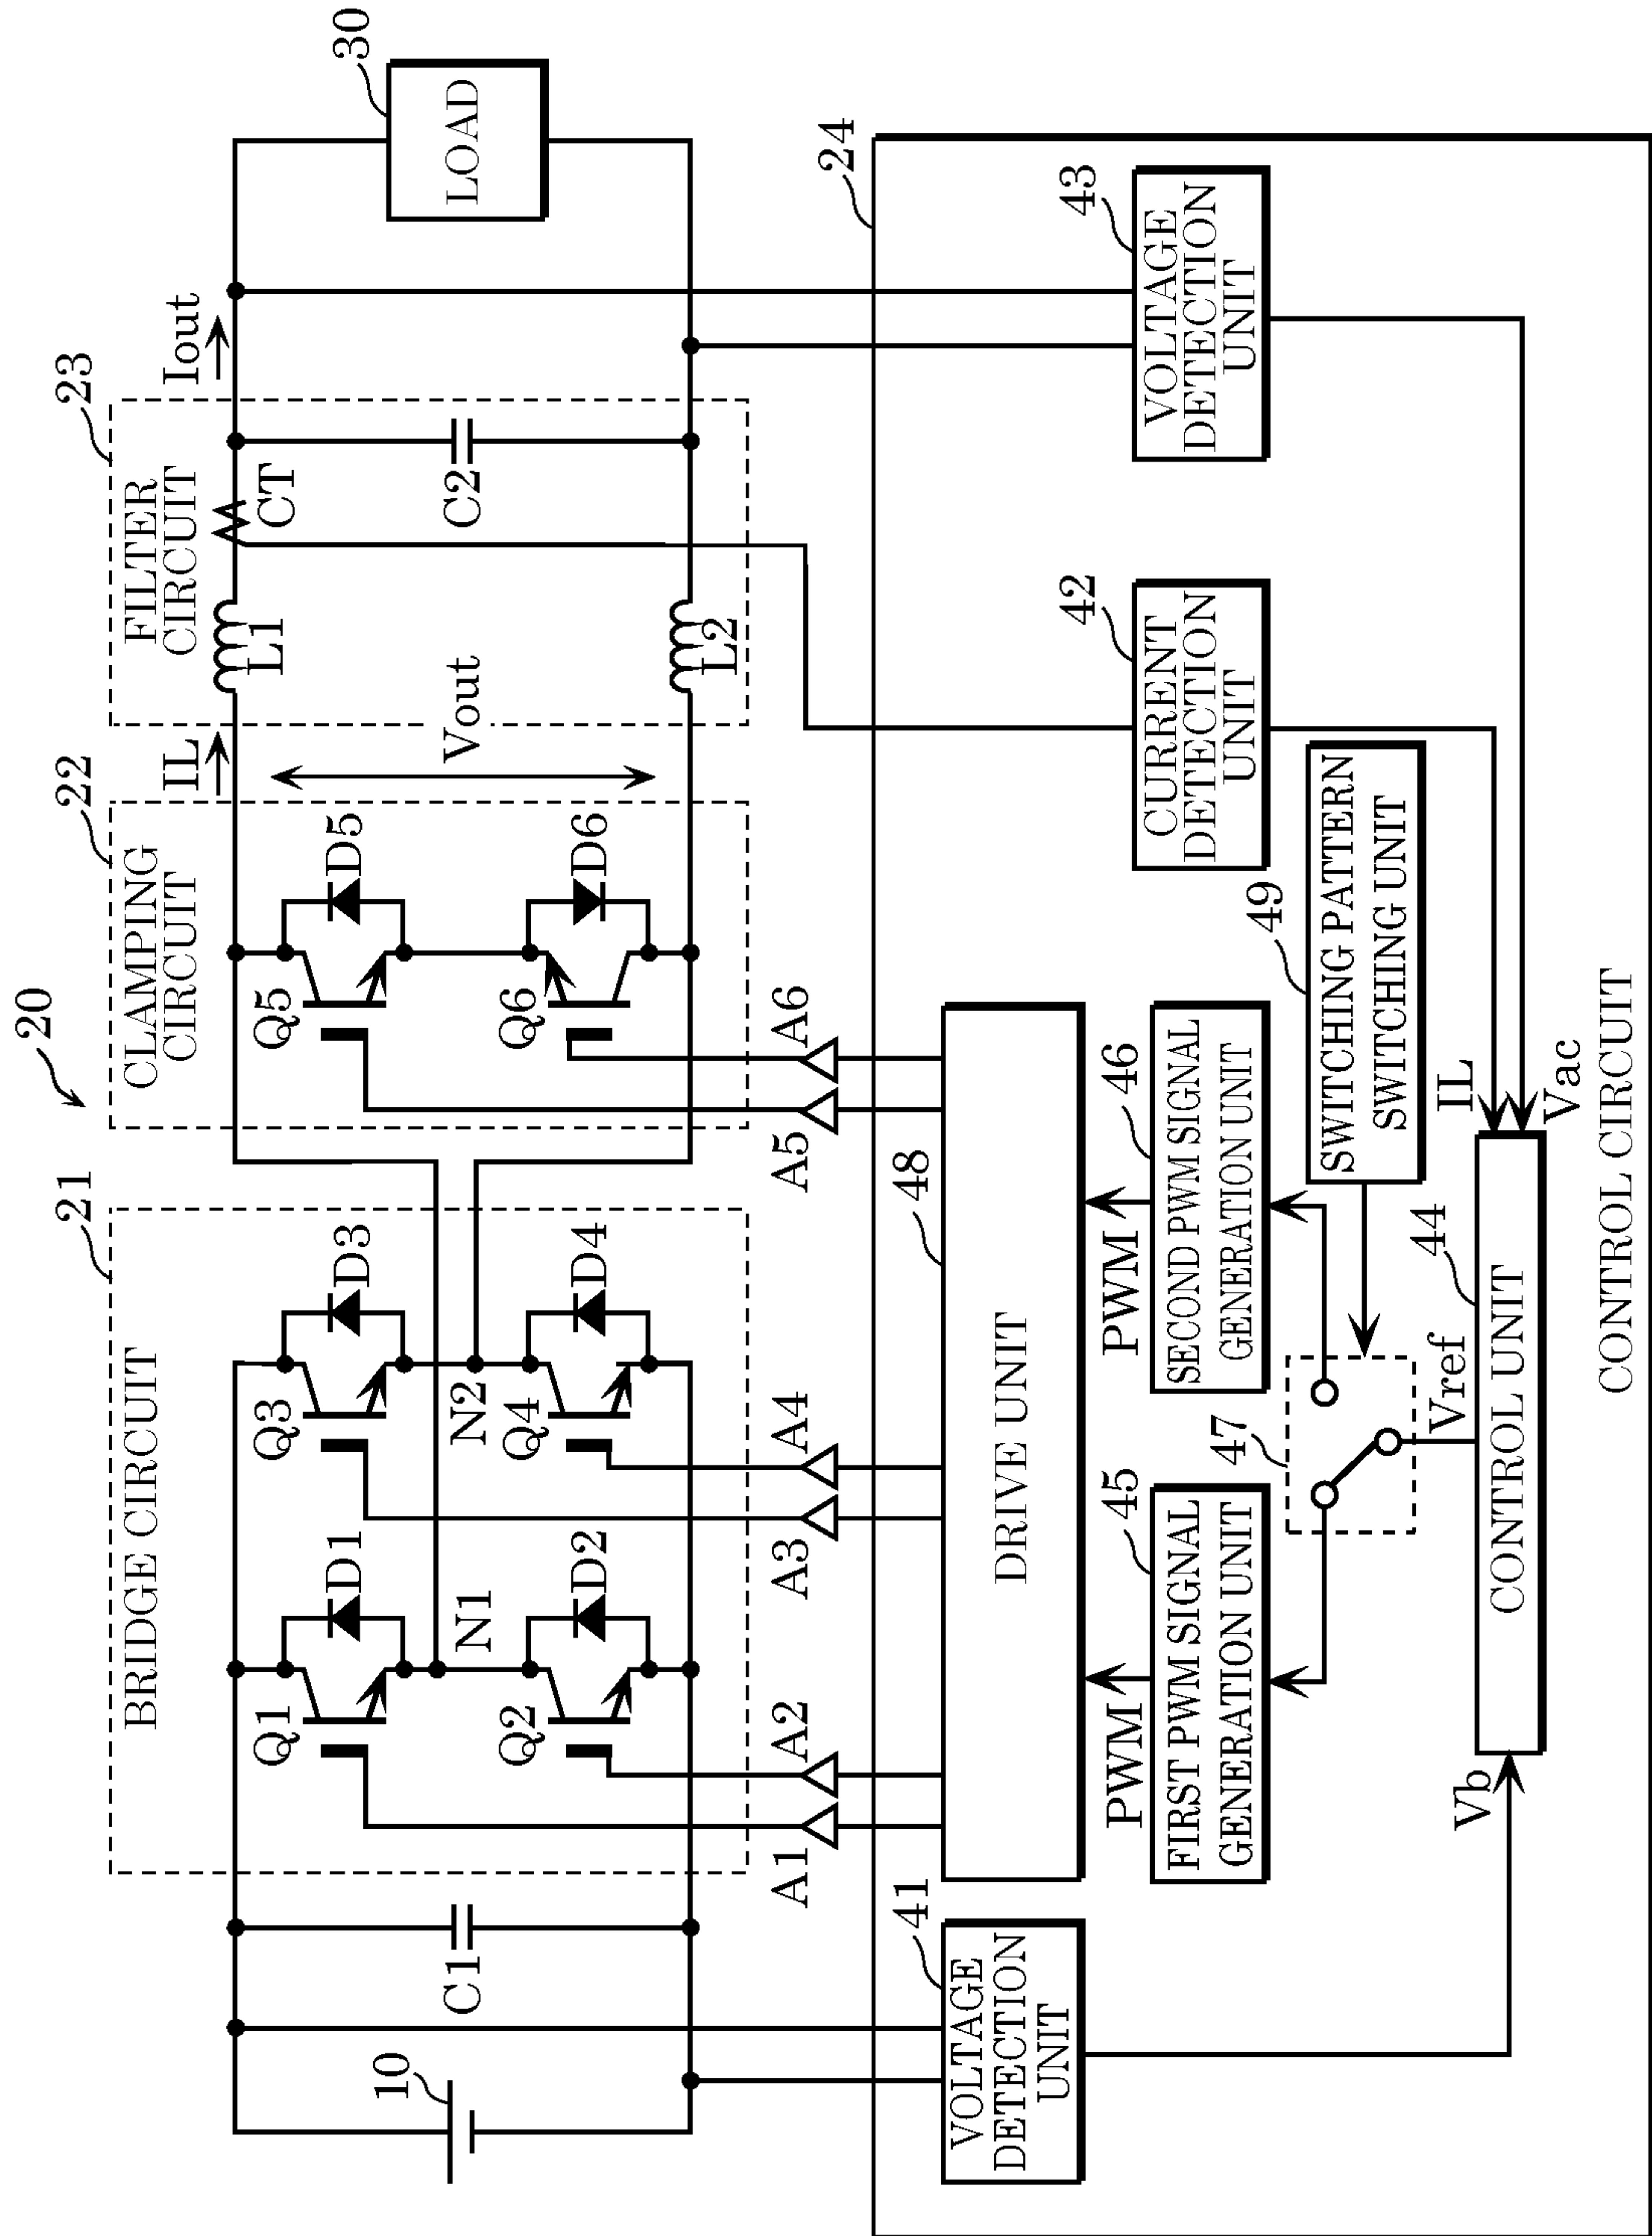 20
21
BRIDGE CIRCUIT
22
CLAMPING
CIRCUIT
23
FILTER
CIRCUIT
IL
Iout
30
LOAD
10
C1
Q1
D1
Q3
D3
N1
N2
Q2
D2
Q4
D4
Q5
D5
Q6
D6
Vout
L1
L2
CT
C2
A1
A2
A3
A4
A5
A6
24
41
VOLTAGE
DETECTION
UNIT
48
DRIVE UNIT
42
CURRENT
DETECTION
UNIT
43
VOLTAGE
DETECTION
UNIT
PWM
45
FIRST PWM SIGNAL
GENERATION UNIT
PWM
46
SECOND PWM SIGNAL
GENERATION UNIT
47
49
SWITCHING PATTERN
SWITCHING UNIT
Vref
Vb
44
CONTROL UNIT
IL
Vac
CONTROL CIRCUIT